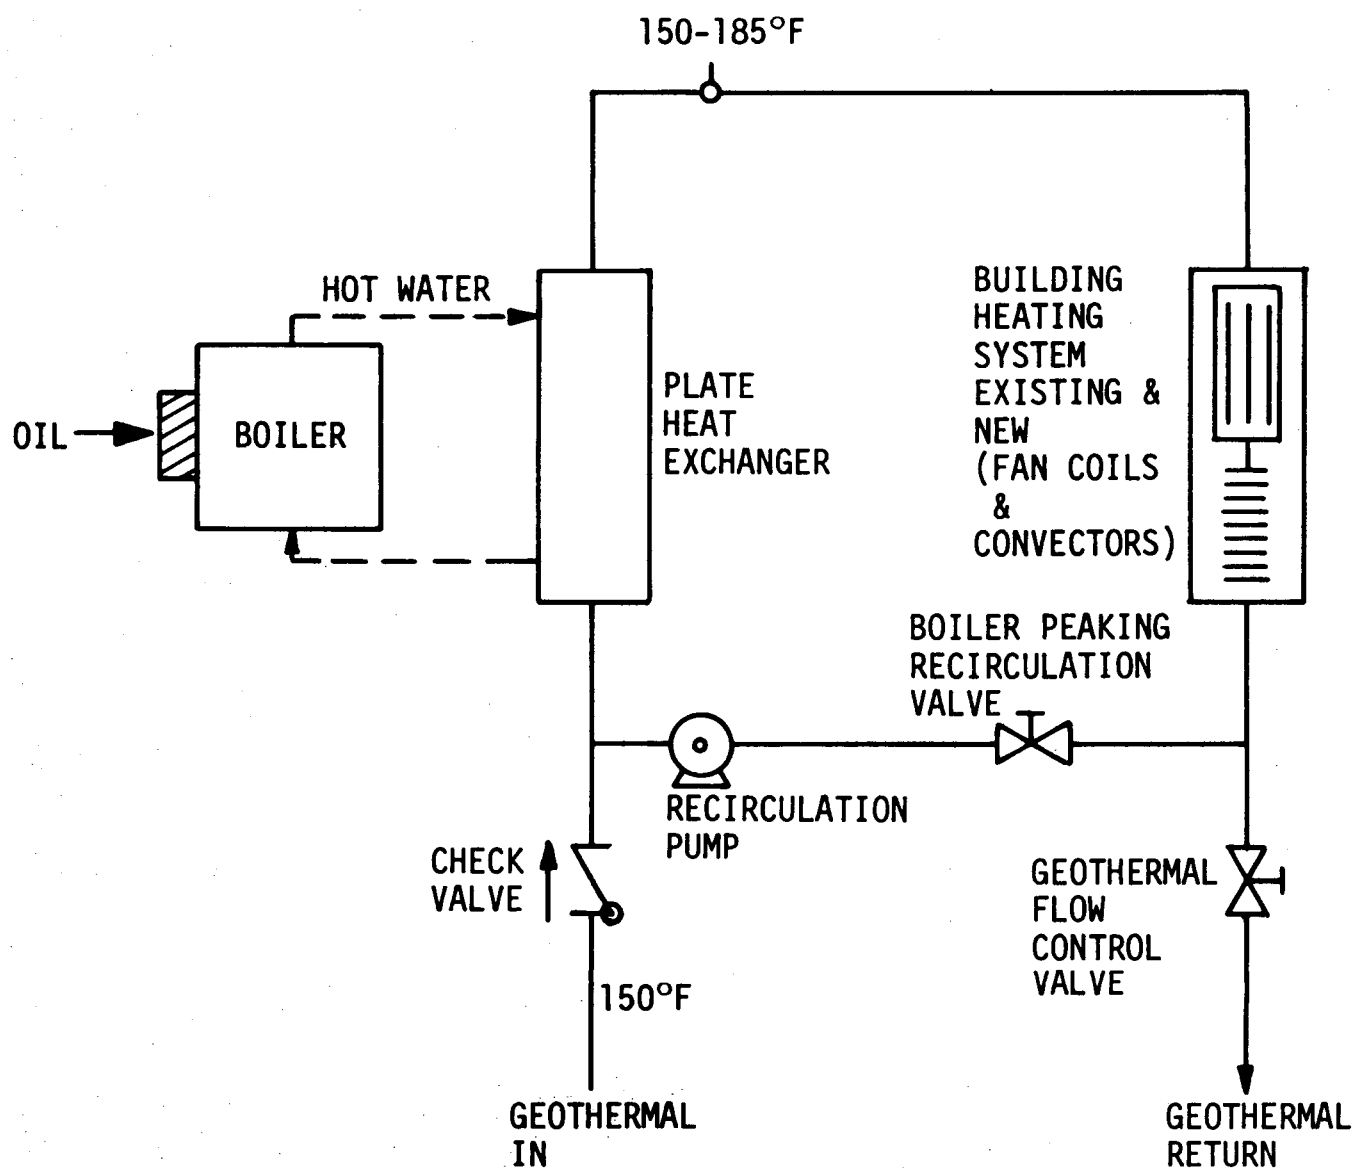 150-185°F
HOT WATER
OIL
BOILER
PLATE
HEAT
EXCHANGER
BUILDING
HEATING
SYSTEM
EXISTING &
NEW
(FAN COILS
&
CONVECTORS)
BOILER PEAKING
RECIRCULATION
VALVE
RECIRCULATION
PUMP
CHECK
VALVE
GEOTHERMAL
FLOW
CONTROL
VALVE
150°F
GEOTHERMAL
IN
GEOTHERMAL
RETURN